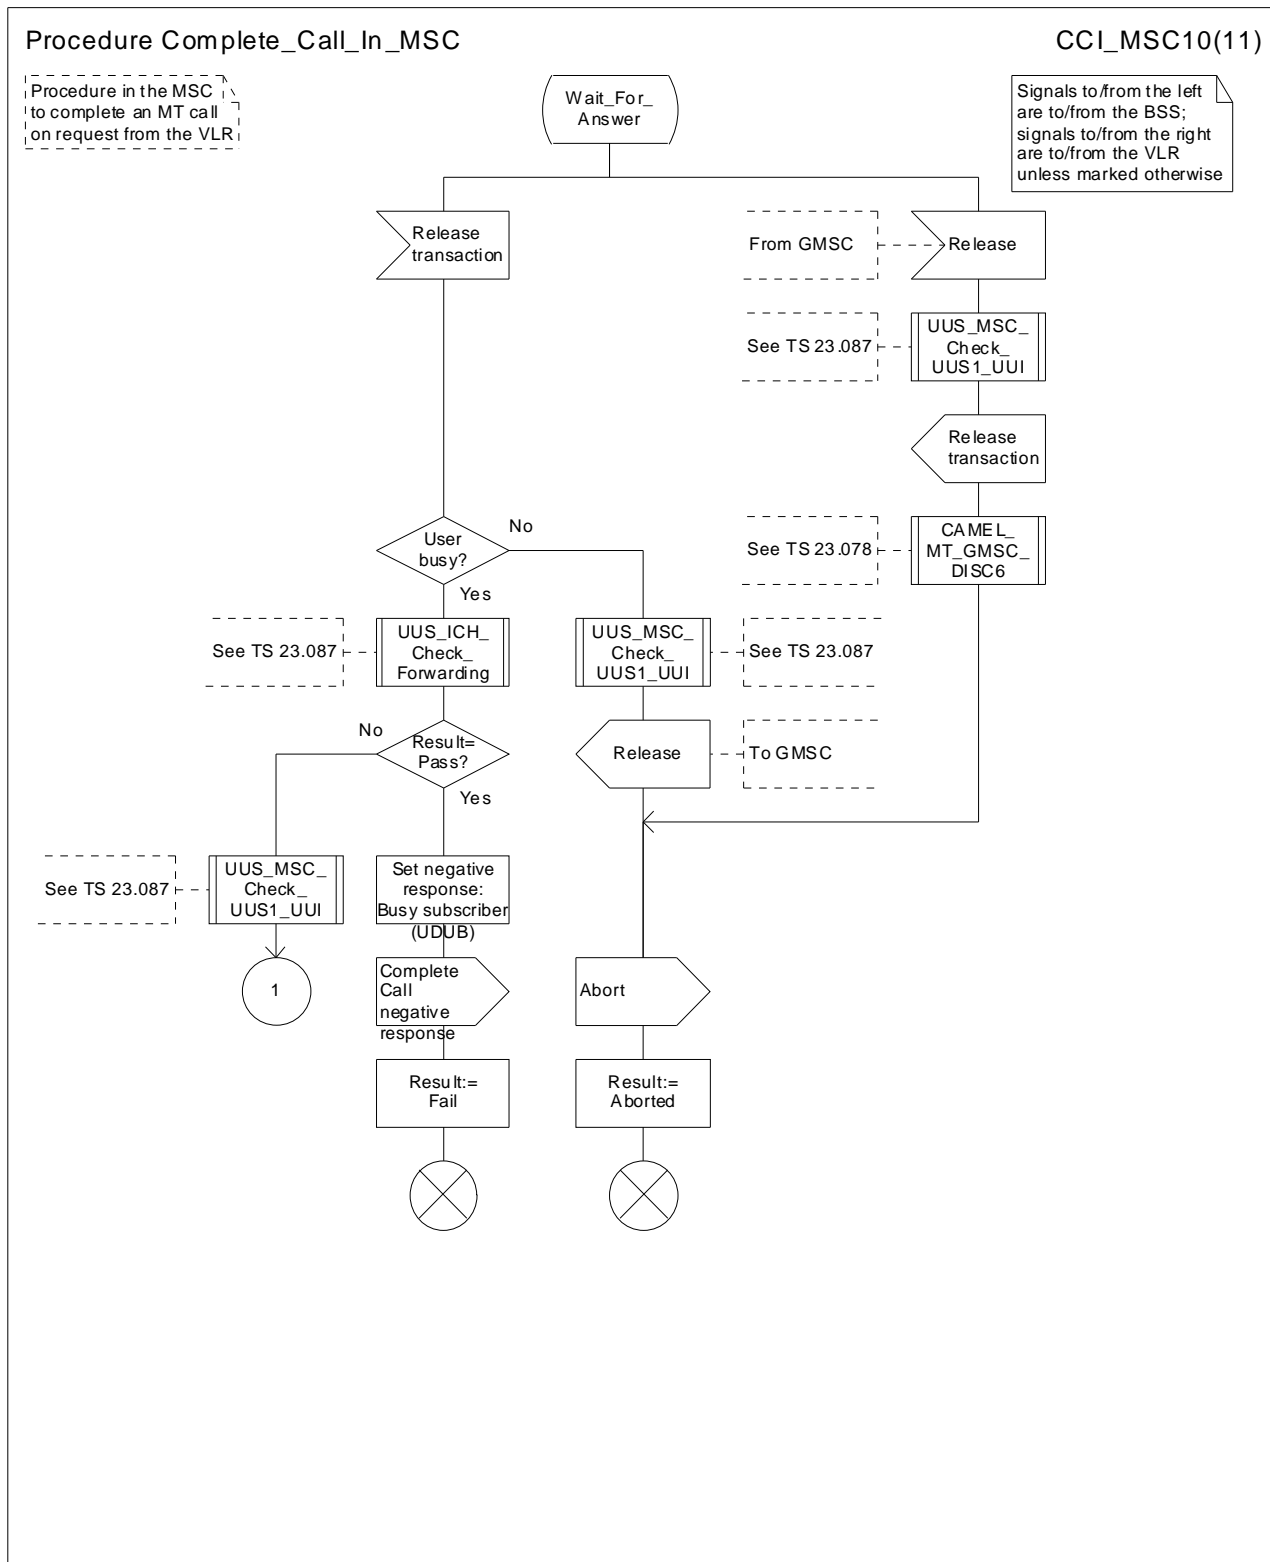 Procedure Complete_Call_In_MSC
CCI_MSC10(11)
Procedure in the MSC
to complete an MT call
on request from the VLR
Wait_For_
Answer
Signals to/from the left
are to/from the BSS;
signals to/from the right
are to/from the VLR
unless marked otherwise
Release
transaction
From GMSC
Release
See TS 23.087
UUS_MSC_
Check_
UUS1_UUI
Release
transaction
User
busy?
No
Yes
See TS 23.078
CAMEL_
MT_GMSC_
DISC6
See TS 23.087
UUS_ICH_
Check_
Forwarding
UUS_MSC_
Check_
UUS1_UUI
See TS 23.087
No
Result=
Pass?
Yes
Release
To GMSC
See TS 23.087
UUS_MSC_
Check_
UUS1_UUI
Set negative
response:
Busy subscriber
(UDUB)
1
Complete
Call
negative
response
Abort
Result:=
Fail
Result:=
Aborted